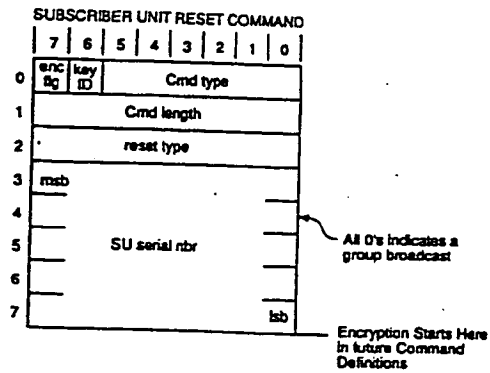 SUBSCRIBER UNIT RESET COMMAND
7 6 5 4 3 2 1 0
0 enc flg key ID Cmd type
1 Cmd length
2 reset type
3 msb
4
5 SU serial nbr
6
7 lsb
All 0's indicates a
group broadcast
Encryption Starts Here
in future Command
Definitions